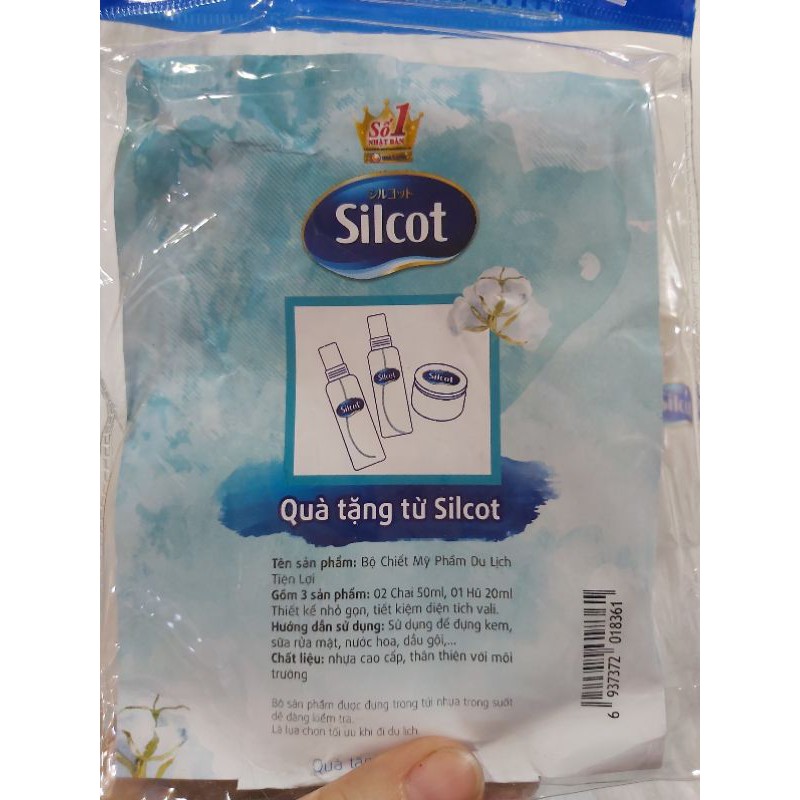 Số 1
NHẬT BẢN
シルコット
Silcot
Silcot
Silcot
Silcot
Quà tặng từ Silcot
Tên sản phẩm: Bộ Chiết Mỹ Phẩm Du Lịch
Tiện Lợi
Gồm 3 sản phẩm: 02 Chai 50ml, 01 Hũ 20ml
Thiết kế nhỏ gọn, tiết kiệm diện tích vali.
Hướng dẫn sử dụng: Sử dụng để đựng kem,
sữa rửa mặt, nước hoa, dầu gội,...
Chất liệu: nhựa cao cấp, thân thiện với môi
trường
Bộ sản phẩm được đựng trong túi nhựa trong suốt
dễ dàng kiểm tra.
Là lựa chọn tối ưu khi đi du lịch
6 937372 018361
Quà